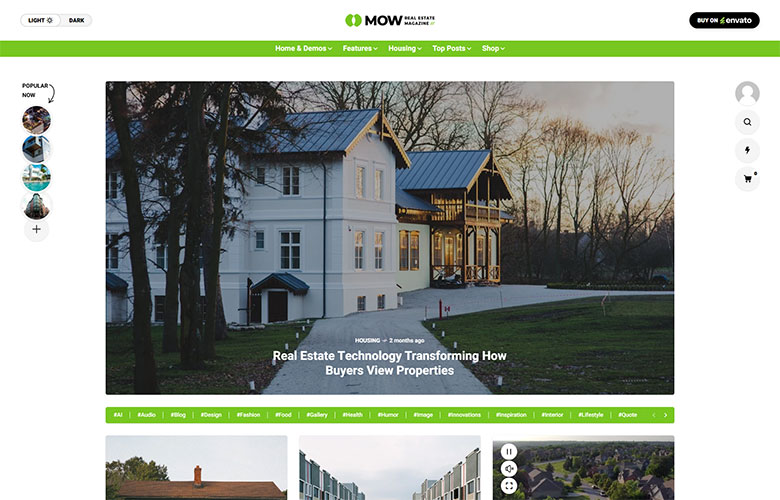 LIGHT
DARK
MOW REAL ESTATE
MAGAZINE
BUY ON envato
Home & Demos
Features
Housing
Top Posts
Shop
POPULAR
NOW
0
HOUSING
2 months ago
Real Estate Technology Transforming How
Buyers View Properties
#AI | #Audio | #Blog | #Design | #Fashion | #Food | #Gallery | #Health | #Humor | #Image | #Innovations | #Inspiration | #Interior | #Lifestyle | #Quote